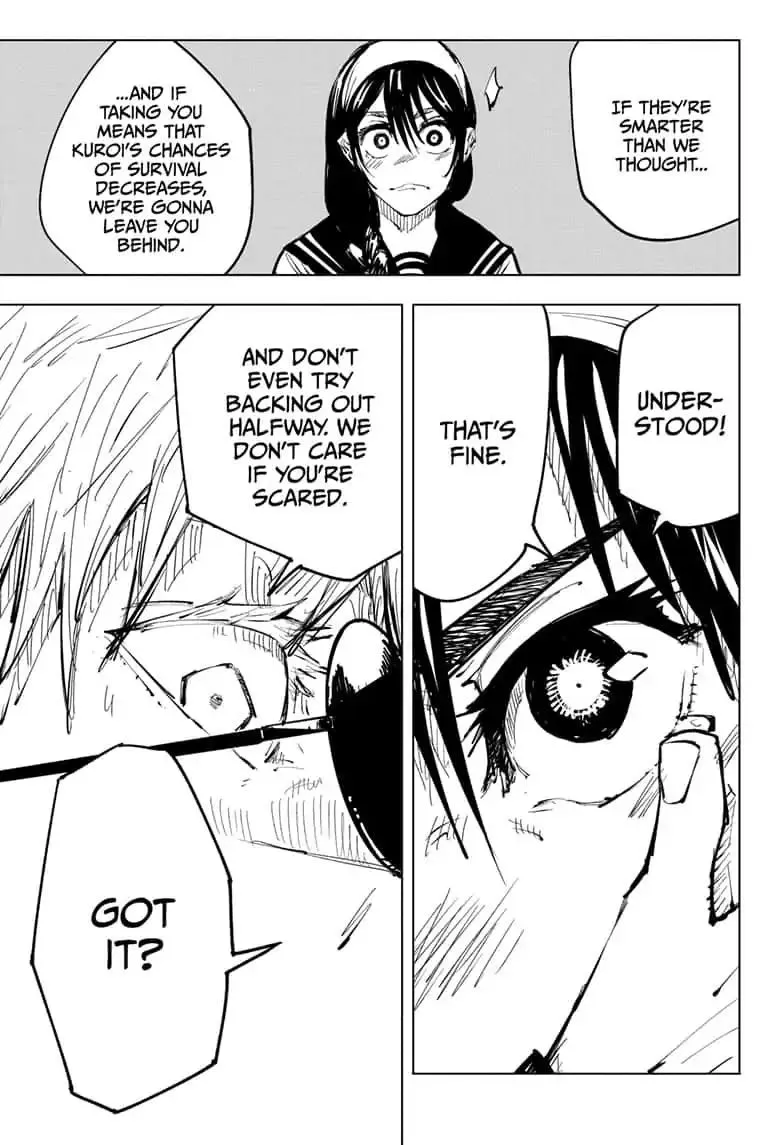 IF THEY'RE
SMARTER
THAN WE
THOUGHT...
...AND IF
TAKING YOU
MEANS THAT
KUROI'S CHANCES
OF SURVIVAL
DECREASES,
WE'RE GONNA
LEAVE YOU
BEHIND.
UNDER-
STOOD!
THAT'S
FINE.
AND DON'T
EVEN TRY
BACKING OUT
HALFWAY. WE
DON'T CARE
IF YOU'RE
SCARED.
GOT
IT?